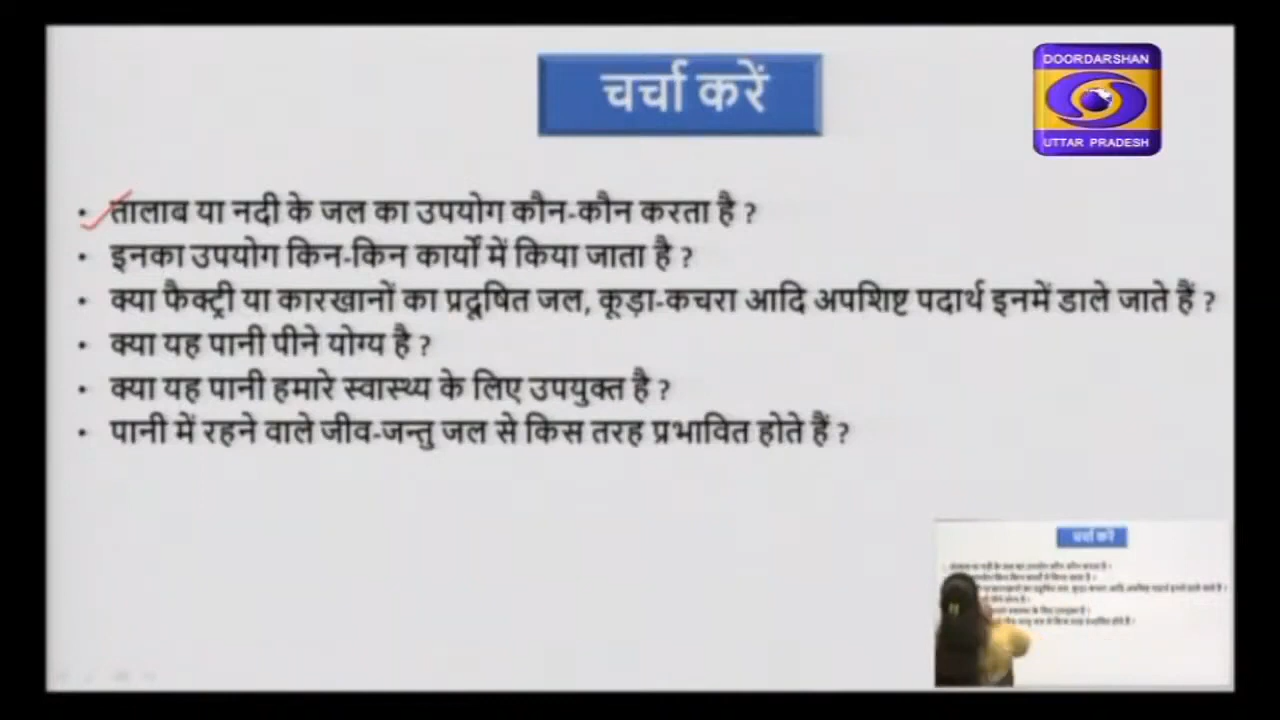 चर्चा करें
DOORDARSHAN
UTTAR PRADESH
• तालाब या नदी के जल का उपयोग कौन-कौन करता है ?
• इनका उपयोग किन-किन कार्यों में किया जाता है ?
• क्या फैक्ट्री या कारखानों का प्रदूषित जल, कूड़ा-कचरा आदि अपशिष्ट पदार्थ इनमें डाले जाते हैं ?
• क्या यह पानी पीने योग्य है ?
• क्या यह पानी हमारे स्वास्थ्य के लिए उपयुक्त है ?
• पानी में रहने वाले जीव-जन्तु जल से किस तरह प्रभावित होते हैं ?
चर्चा करें